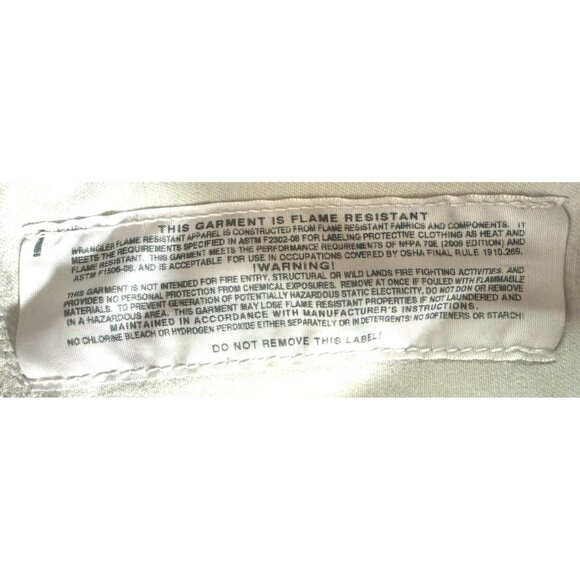 THIS GARMENT IS FLAME RESISTANT
WRANGLER FLAME RESISTANT APPAREL IS CONSTRUCTED FROM FLAME RESISTANT FABRICS AND COMPONENTS. IT
MEETS THE REQUIREMENTS SPECIFIED IN ASTM F2302-08 FOR LABELING PROTECTIVE CLOTHING AS HEAT AND
FLAME RESISTANT. THIS GARMENT MEETS THE PERFORMANCE REQUIREMENTS OF NFPA 70E (2009 EDITION) AND
ASTM F1506-08, AND IS ACCEPTABLE FOR USE IN OCCUPATIONS COVERED BY OSHA FINAL RULE 1910.269.
!WARNING!
THIS GARMENT IS NOT INTENDED FOR FIRE ENTRY, STRUCTURAL OR WILD LANDS FIRE FIGHTING ACTIVITIES, AND
PROVIDES NO PERSONAL PROTECTION FROM CHEMICAL EXPOSURES. REMOVE AT ONCE IF FOULED WITH FLAMMABLE
MATERIALS. TO PREVENT GENERATION OF POTENTIALLY HAZARDOUS STATIC ELECTRICITY, DO NOT DON OR REMOVE
IN A HAZARDOUS AREA. THIS GARMENT MAY LOSE FLAME RESISTANT PROPERTIES IF NOT LAUNDERED AND
MAINTAINED IN ACCORDANCE WITH MANUFACTURER'S INSTRUCTIONS.
NO CHLORINE BLEACH OR HYDROGEN PEROXIDE EITHER SEPARATELY OR IN DETERGENTS! NO SOFTENERS OR STARCH!
DO NOT REMOVE THIS LABEL!